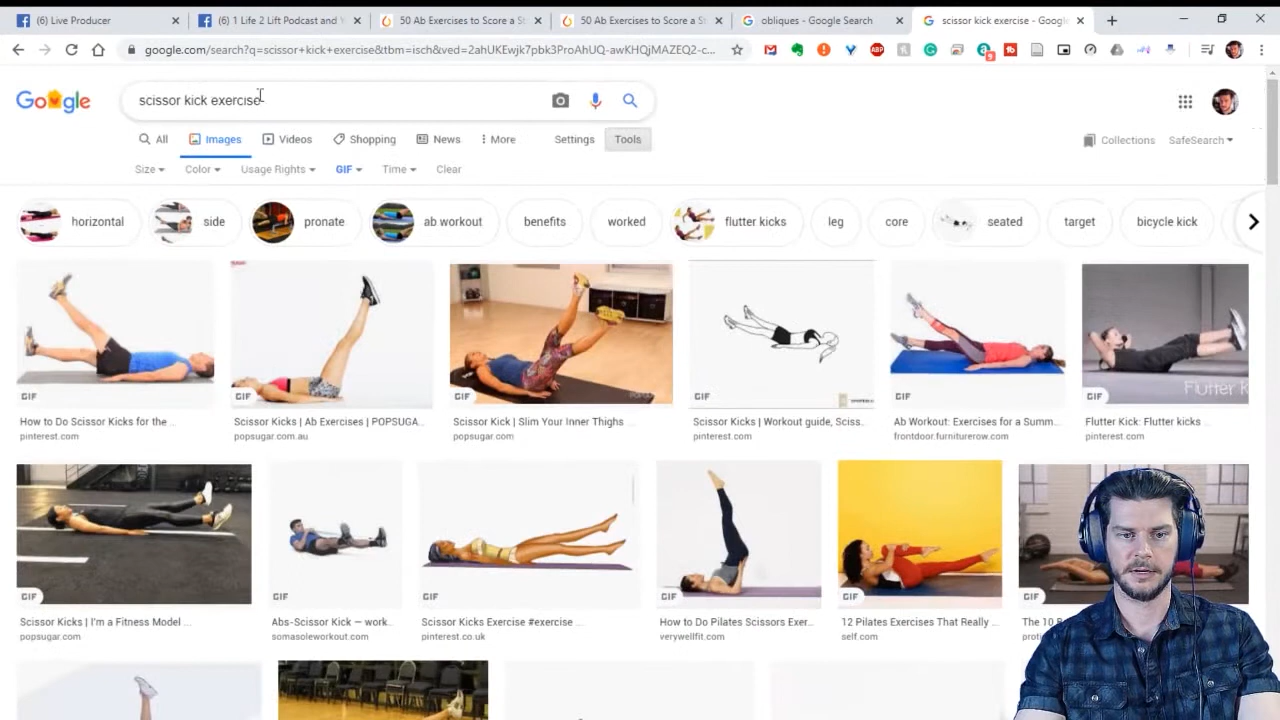 (6) Live Producer
(6) 1 Life 2 Lift Podcast and Y
50 Ab Exercises to Score a St
50 Ab Exercises to Score a St
obliques - Google Search
scissor kick exercise - Google
google.com/search?q=scissor+kick+exercise&tbm=isch&ved=2ahUKEwjk7pbk3ProAhUQ-awKHQjMAZEQ2-c...
ABP
9
Google
scissor kick exercise
All
Images
Videos
Shopping
News
More
Settings
Tools
Collections
SafeSearch
Size
Color
Usage Rights
GIF
Time
Clear
horizontal
side
pronate
ab workout
benefits
worked
flutter kicks
leg
core
seated
target
bicycle kick
GIF
GIF
GIF
GIF
GIF
GIF
Flutter K
How to Do Scissor Kicks for the ...
Scissor Kicks | Ab Exercises | POPSUGA...
Scissor Kick | Slim Your Inner Thighs ...
Scissor Kicks | Workout guide, Sciss...
Ab Workout: Exercises for a Summ...
Flutter Kick: Flutter kicks ...
pinterest.com
popsugar.com.au
popsugar.com
pinterest.com
frontdoor.furniturerow.com
pinterest.com
GIF
GIF
GIF
GIF
GIF
GIF
Scissor Kicks | I'm a Fitness Model ...
Abs-Scissor Kick — work...
Scissor Kicks Exercise #exercise ...
How to Do Pilates Scissors Exer...
12 Pilates Exercises That Really ...
The 10 B
popsugar.com
somasoleworkout.com
pinterest.co.uk
verywellfit.com
self.com